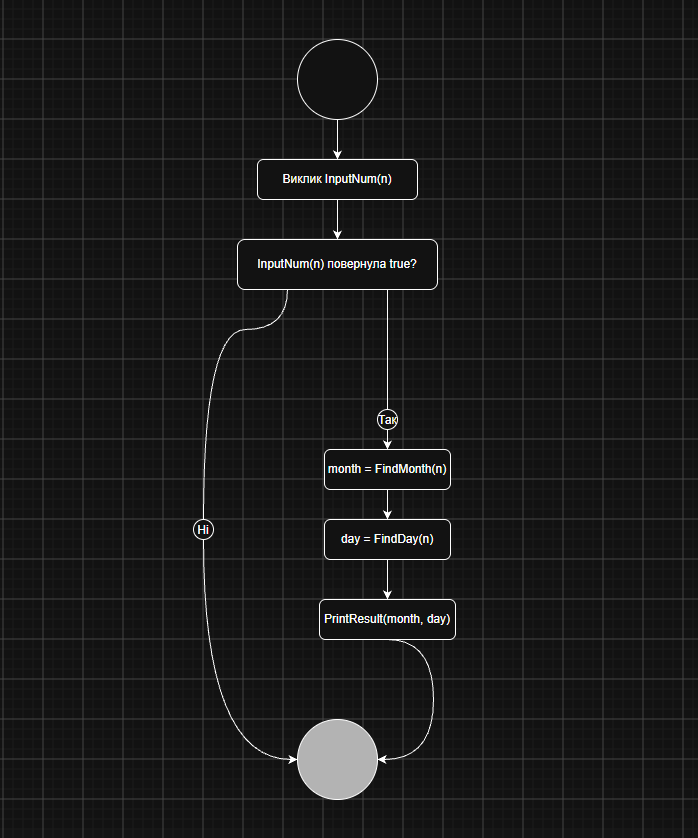 Виклик InputNum(n)
InputNum(n) повернула true?
Так
month = FindMonth(n)
day = FindDay(n)
Ні
PrintResult(month, day)